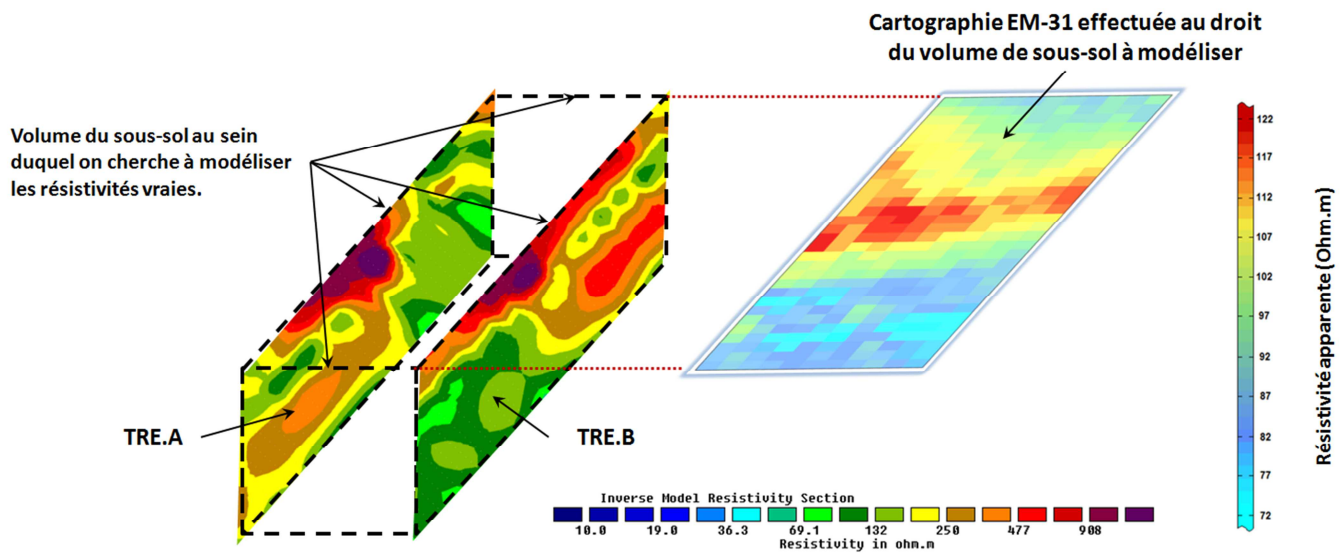 Cartographie EM-31 effectuée au droit
du volume de sous-sol à modéliser
Volume du sous-sol au sein
duquel on cherche à modéliser
les résistivités vraies.
TRE.A
TRE.B
122
117
112
107
102
97
92
87
82
77
72
Résistivité apparente (Ohm.m)
Inverse Model Resistivity Section
10.0 19.0 36.3 69.1 132 250 477 908
Resistivity in ohm.m